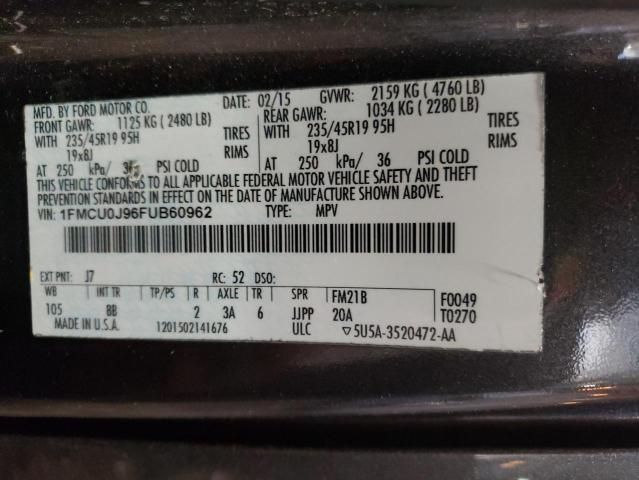 MFD. BY FORD MOTOR CO.
DATE: 02/15 GVWR: 2159 KG ( 4760 LB)
FRONT GAWR: 1125 KG ( 2480 LB)
REAR GAWR: 1034 KG ( 2280 LB)
WITH 235/45R19 95H TIRES
WITH 235/45R19 95H TIRES
19x8J RIMS
19x8J RIMS
AT 250 kPa/ 36 PSI COLD
AT 250 kPa/ 36 PSI COLD
THIS VEHICLE CONFORMS TO ALL APPLICABLE FEDERAL MOTOR VEHICLE SAFETY AND THEFT
PREVENTION STANDARDS IN EFFECT ON THE DATE OF MANUFACTURE SHOWN ABOVE.
VIN: 1FMCU0J96FUB60962 TYPE: MPV
EXT PNT: J7 RC: 52 DSO:
WB INT TR TP/PS R AXLE TR SPR FM21B F0049
105 8B 2 3A 6 JJPP 20A T0270
MADE IN U.S.A. 1201502141676 ULC ▽5U5A-3520472-AA